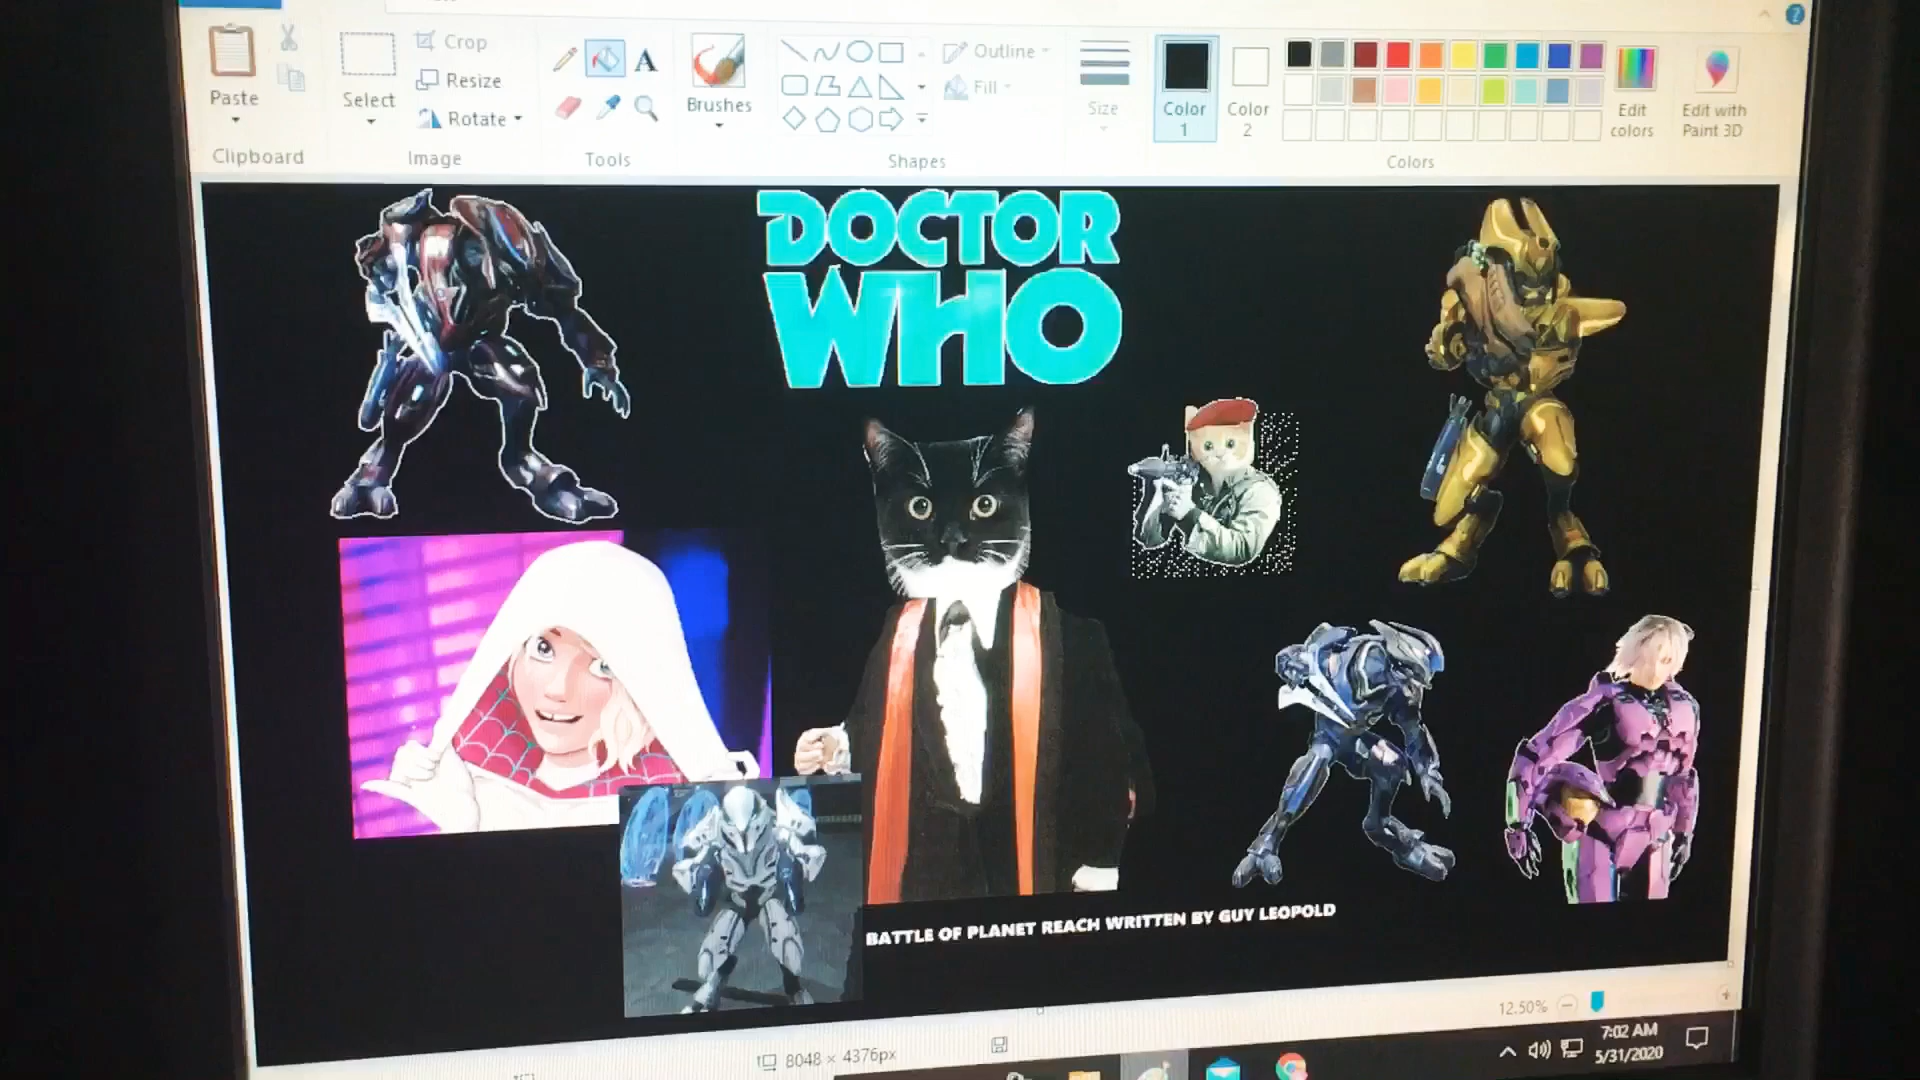 Crop
Resize
Rotate
Paste
Select
Brushes
Outline
Fill
Size
Color
1
Color
2
Edit
colors
Edit with
Paint 3D
Clipboard
Image
Tools
Shapes
Colors
A
DOCTOR
WHO
BATTLE OF PLANET REACH WRITTEN BY GUY LEOPOLD
12.50%
8048 × 4376px
7:02 AM
5/31/2020